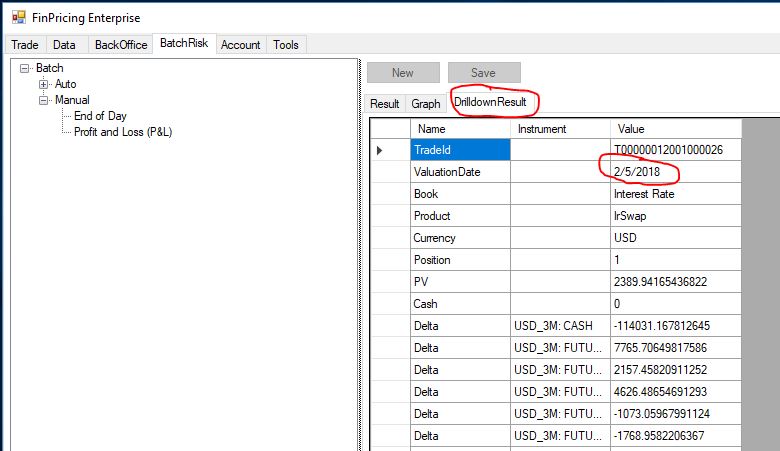 FinPricing Enterprise
Trade Data BackOffice BatchRisk Account Tools
Batch
Auto
Manual
End of Day
Profit and Loss (P&L)
New Save
Result Graph DrilldownResult
Name Instrument Value
TradeId T00000012001000026
ValuationDate 2/5/2018
Book Interest Rate
Product IrSwap
Currency USD
Position 1
PV 2389.94165436822
Cash 0
Delta USD_3M: CASH -114031.167812645
Delta USD_3M: FUTU... 7765.70649817586
Delta USD_3M: FUTU... 2157.45820911252
Delta USD_3M: FUTU... 4626.48654691293
Delta USD_3M: FUTU... -1073.05967991124
Delta USD_3M: FUTU... -1768.9582206367